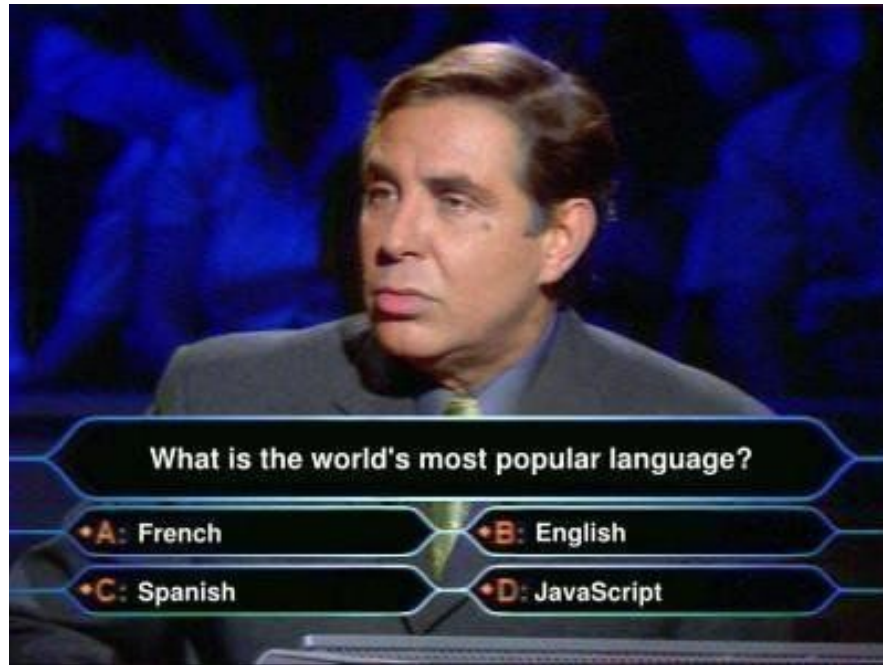 What is the world's most popular language?
A: French
B: English
C: Spanish
D: JavaScript